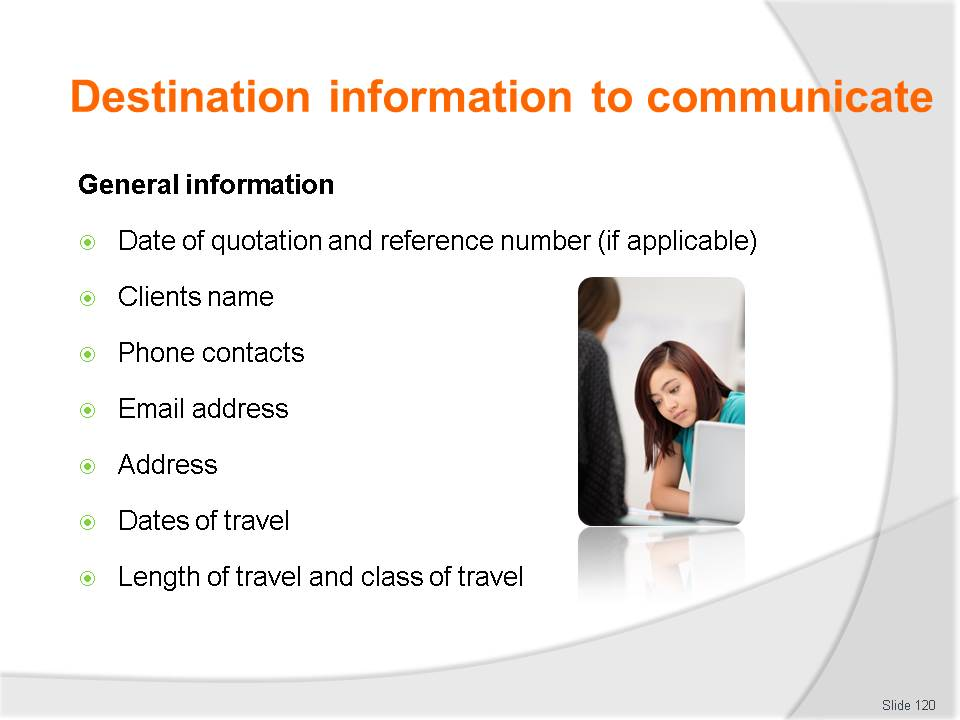 Destination information to communicate
General information
Date of quotation and reference number (if applicable)
Clients name
Phone contacts
Email address
Address
Dates of travel
Length of travel and class of travel
Slide 120